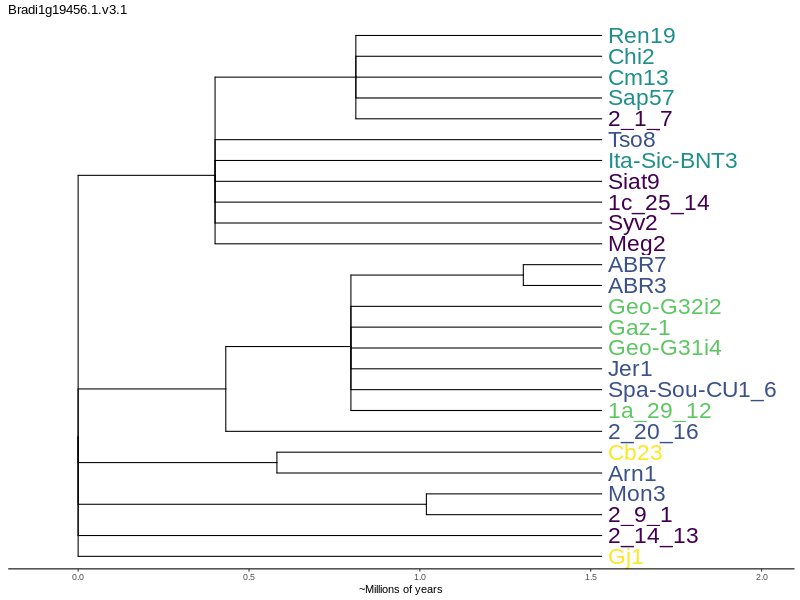 Bradi1g19456.1.v3.1
Ren19
Chi2
Cm13
Sap57
2_1_7
Tso8
Ita-Sic-BNT3
Siat9
1c_25_14
Syv2
Meg2
ABR7
ABR3
Geo-G32i2
Gaz-1
Geo-G31i4
Jer1
Spa-Sou-CU1_6
1a_29_12
2_20_16
Cb23
Arn1
Mon3
2_9_1
2_14_13
Gj1
0.0 0.5 1.0 1.5 2.0
~Millions of years